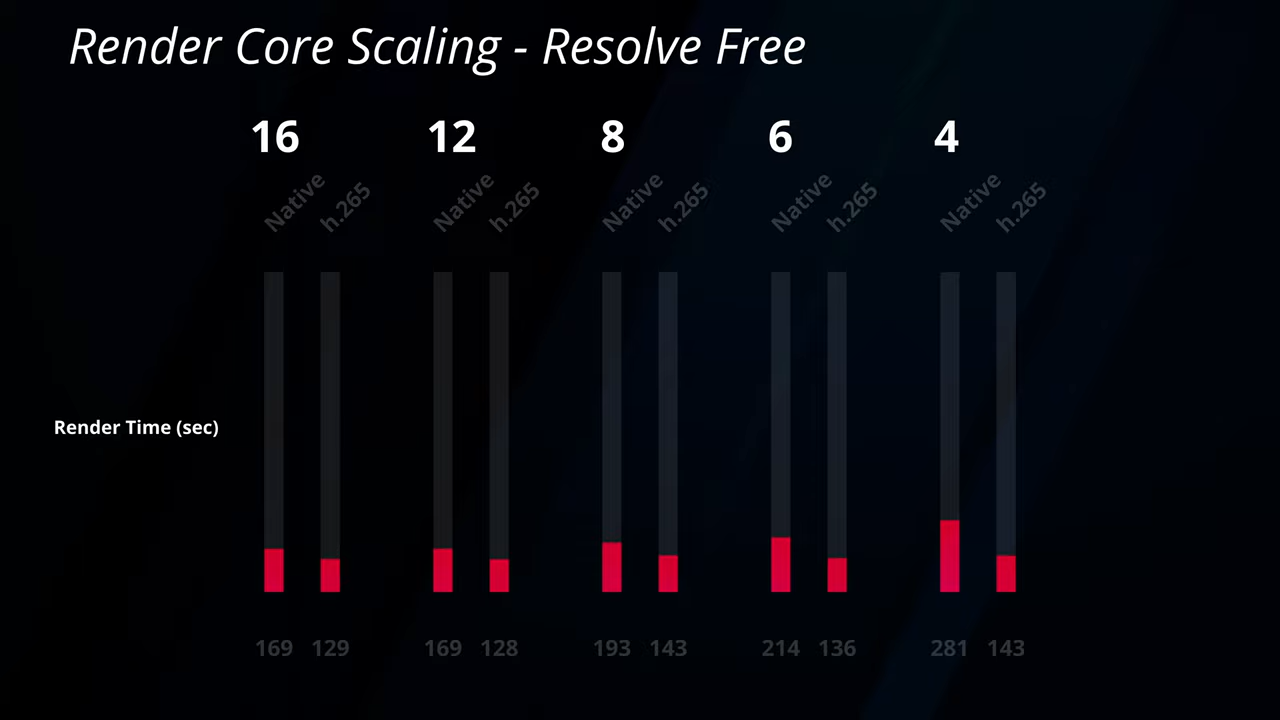 Render Core Scaling - Resolve Free
16 12 8 6 4
Native h.265 Native h.265 Native h.265 Native h.265 Native h.265
Render Time (sec)
169 129 169 128 193 143 214 136 281 143